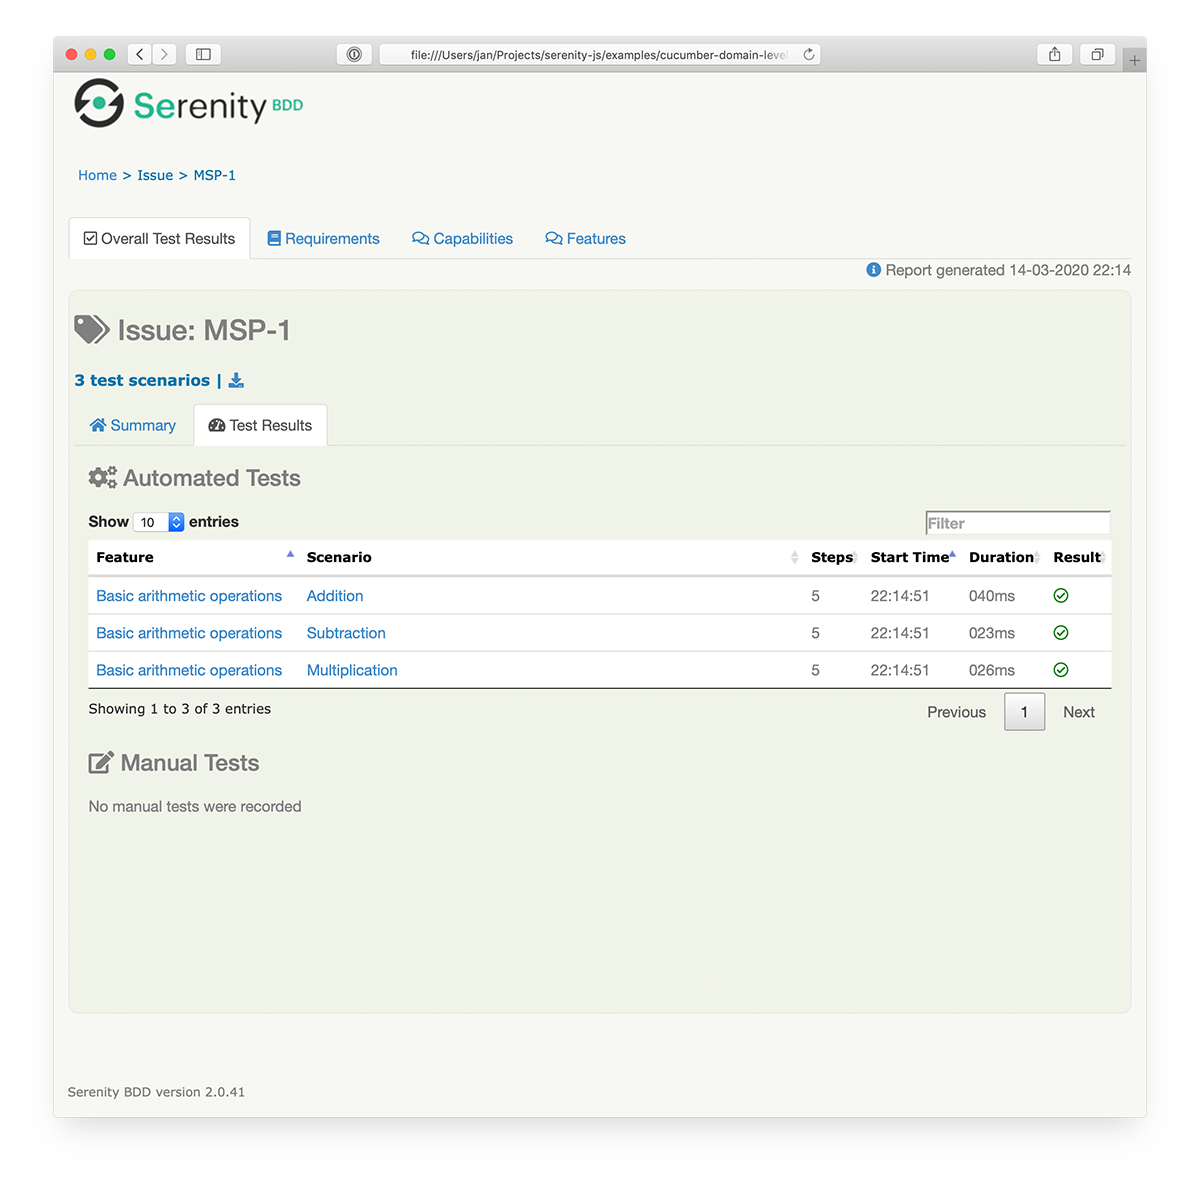 file:///Users/jan/Projects/serenity-js/examples/cucumber-domain-level
Serenity BDD
Home > Issue > MSP-1
Overall Test Results Requirements Capabilities Features
Report generated 14-03-2020 22:14
Issue: MSP-1
3 test scenarios |
Summary Test Results
Automated Tests
Show 10 entries Filter
Feature Scenario Steps Start Time Duration Result
Basic arithmetic operations Addition 5 22:14:51 040ms
Basic arithmetic operations Subtraction 5 22:14:51 023ms
Basic arithmetic operations Multiplication 5 22:14:51 026ms
Showing 1 to 3 of 3 entries
Previous 1 Next
Manual Tests
No manual tests were recorded
Serenity BDD version 2.0.41